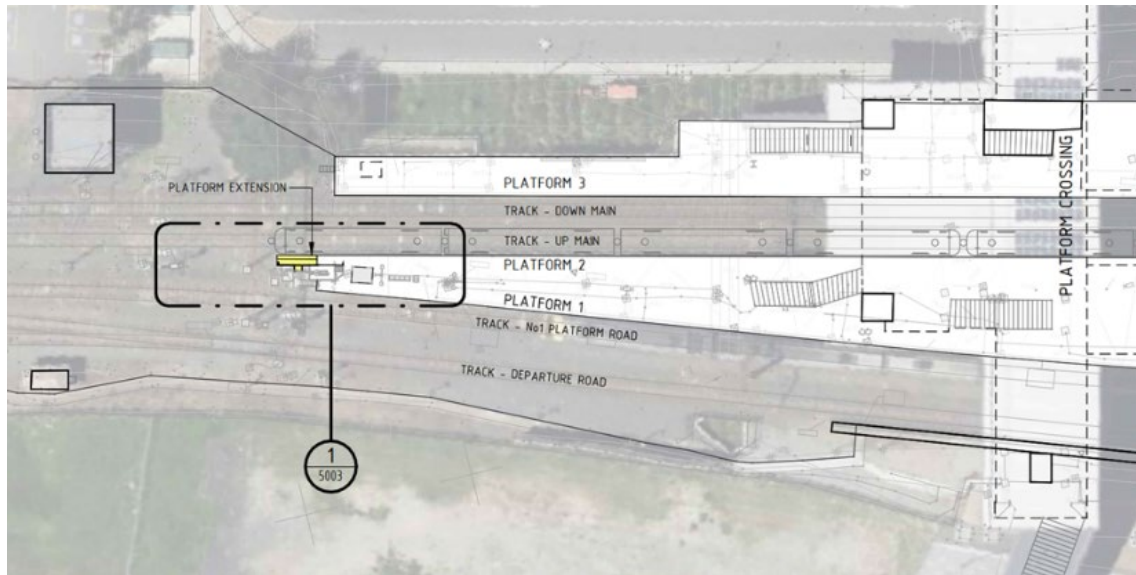 PLATFORM 3
PLATFORM EXTENSION
TRACK - DOWN MAIN
TRACK - UP MAIN
PLATFORM 2
PLATFORM 1
TRACK - No1 PLATFORM ROAD
TRACK - DEPARTURE ROAD
PLATFORM CROSSING
1
5003